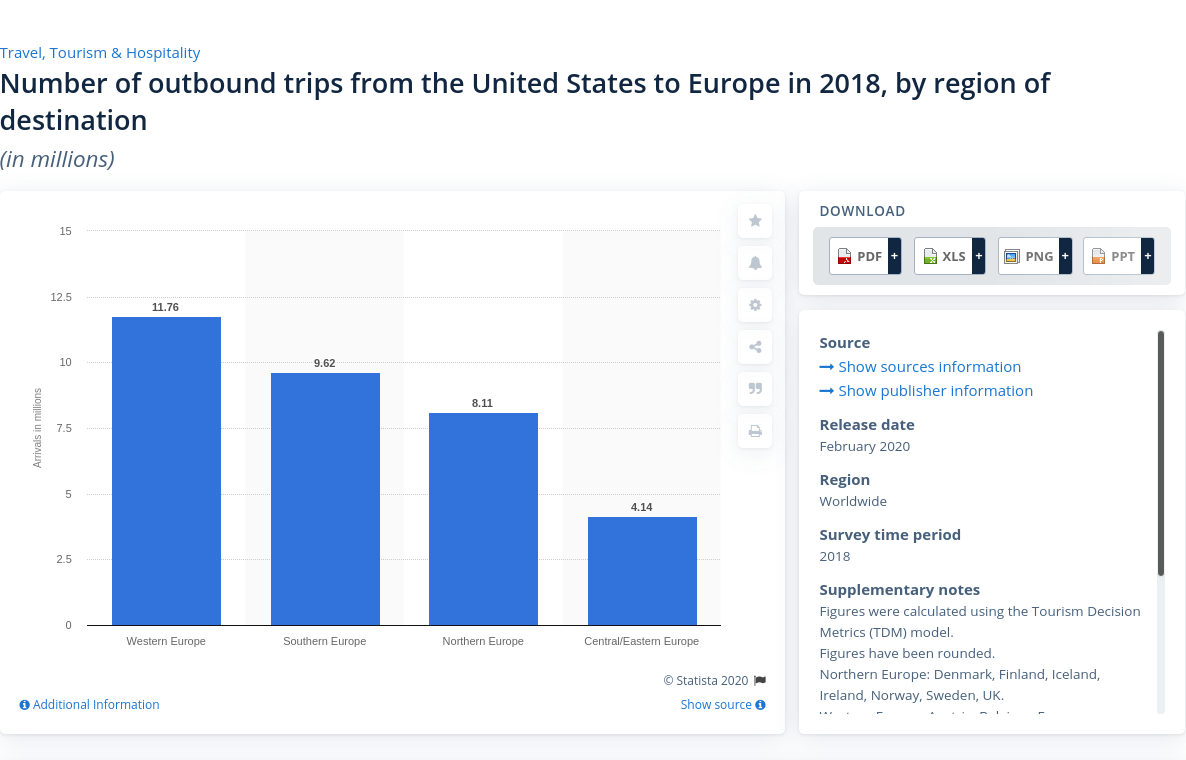 Travel, Tourism & Hospitality
Number of outbound trips from the United States to Europe in 2018, by region of
destination
(in millions)
15
12.5
10
7.5
5
2.5
0
Arrivals in millions
11.76
9.62
8.11
4.14
Western Europe
Southern Europe
Northern Europe
Central/Eastern Europe
© Statista 2020
Additional Information
Show source
DOWNLOAD
PDF +
XLS +
PNG +
PPT +
Source
Show sources information
Show publisher information
Release date
February 2020
Region
Worldwide
Survey time period
2018
Supplementary notes
Figures were calculated using the Tourism Decision
Metrics (TDM) model.
Figures have been rounded.
Northern Europe: Denmark, Finland, Iceland,
Ireland, Norway, Sweden, UK.